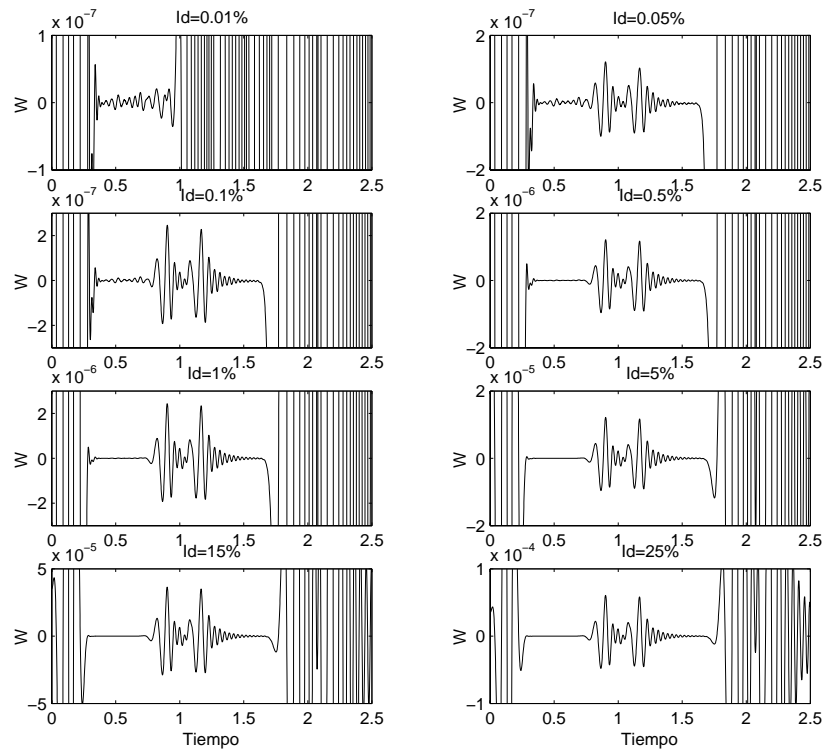 x 10⁻⁷ Id=0.01%
1
0
−1
W
0 0.5 1 1.5 2 2.5
x 10⁻⁷ Id=0.05%
2
0
−2
W
0 0.5 1 1.5 2 2.5
x 10⁻⁷ Id=0.1%
2
0
−2
W
0 0.5 1 1.5 2 2.5
x 10⁻⁶ Id=0.5%
2
0
−2
W
0 0.5 1 1.5 2 2.5
x 10⁻⁶ Id=1%
2
0
−2
W
0 0.5 1 1.5 2 2.5
x 10⁻⁵ Id=5%
2
0
−2
W
0 0.5 1 1.5 2 2.5
x 10⁻⁵ Id=15%
5
0
−5
W
0 0.5 1 1.5 2 2.5
Tiempo
x 10⁻⁴ Id=25%
1
0
−1
W
0 0.5 1 1.5 2 2.5
Tiempo